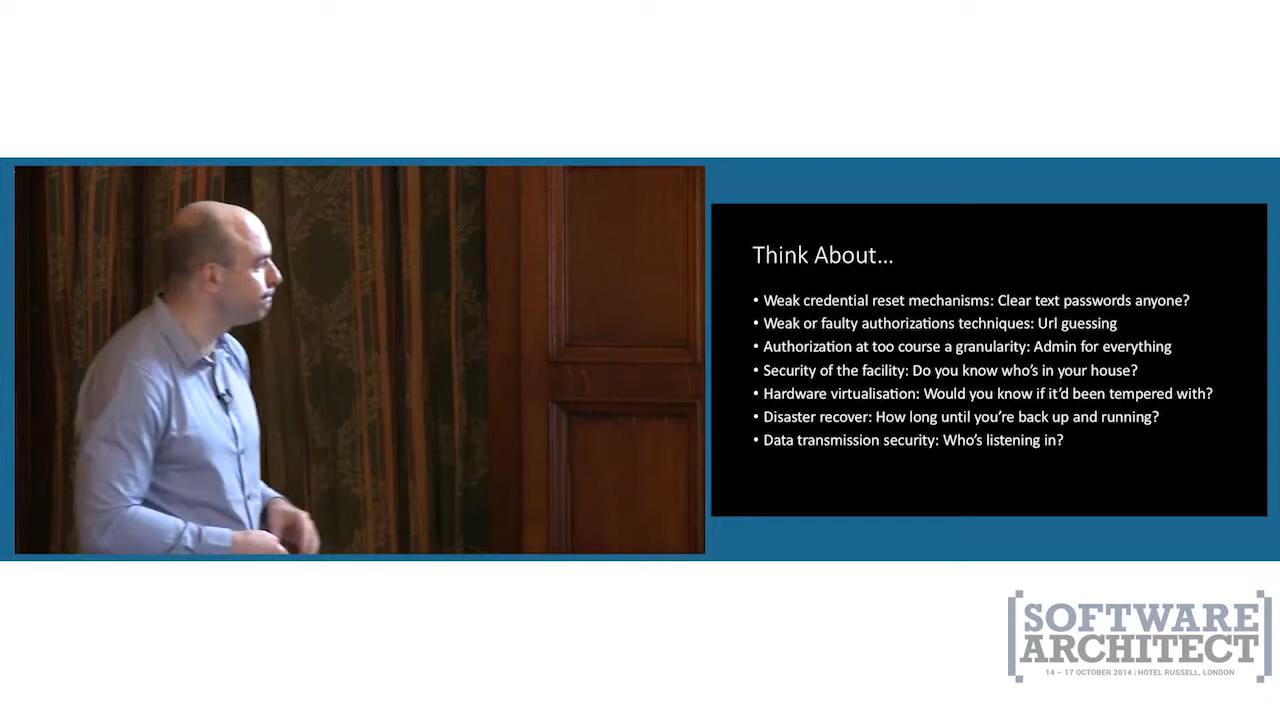 Think About...
• Weak credential reset mechanisms: Clear text passwords anyone?
• Weak or faulty authorizations techniques: Url guessing
• Authorization at too course a granularity: Admin for everything
• Security of the facility: Do you know who's in your house?
• Hardware virtualisation: Would you know if it'd been tempered with?
• Disaster recover: How long until you're back up and running?
• Data transmission security: Who's listening in?
[SOFTWARE
ARCHITECT]
14 – 17 OCTOBER 2014 | HOTEL RUSSELL, LONDON